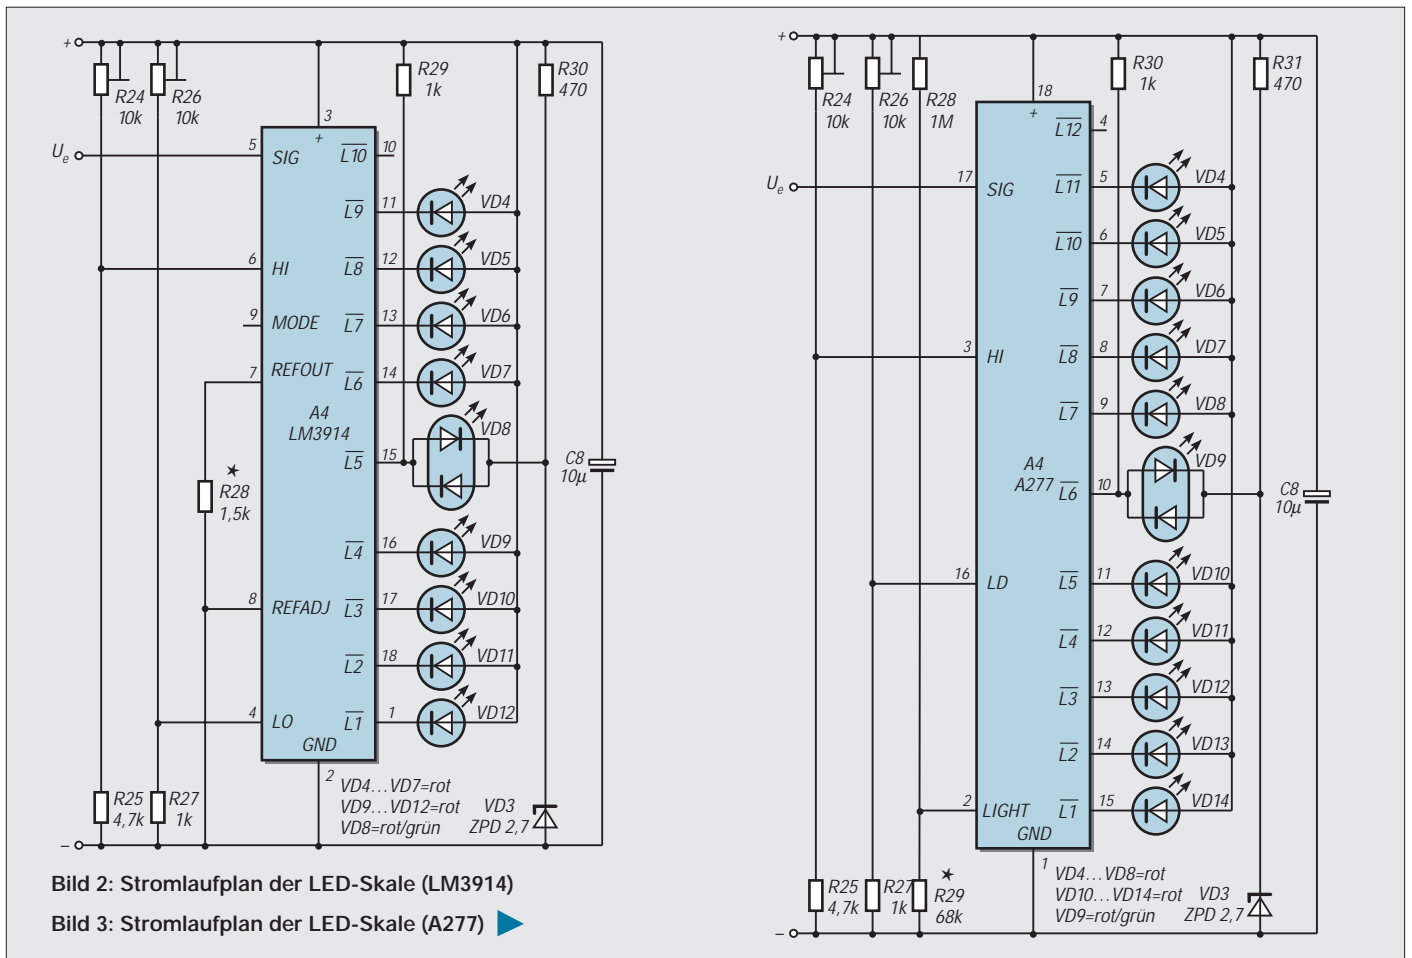 +
R24
10k
R26
10k
R29
1k
R30
470
3
+
U_e
5
SIG
L10
10
L9
11
VD4
6
HI
L8
12
VD5
9
MODE
L7
13
VD6
7
REFOUT
L6
14
VD7
A4
LM3914
VD8
L5
15
C8
10µ
★
R28
1,5k
L4
16
VD9
8
REFADJ
L3
17
VD10
L2
18
VD11
4
LO
L1
1
VD12
GND
2
VD4...VD7=rot
VD9...VD12=rot
VD8=rot/grün
R25
4,7k
R27
1k
VD3
ZPD 2,7
–
Bild 2: Stromlaufplan der LED-Skale (LM3914)
Bild 3: Stromlaufplan der LED-Skale (A277)
+
R24
10k
R26
10k
R28
1M
R30
1k
R31
470
18
+
L12
4
U_e
17
SIG
L11
5
VD4
L10
6
VD5
L9
7
VD6
3
HI
L8
8
VD7
L7
9
VD8
A4
A277
VD9
L6
10
C8
10µ
16
LD
L5
11
VD10
L4
12
VD11
L3
13
VD12
L2
14
VD13
2
LIGHT
L1
15
VD14
GND
1
VD4...VD8=rot
VD10...VD14=rot
VD9=rot/grün
R25
4,7k
R27
1k
★
R29
68k
VD3
ZPD 2,7
–